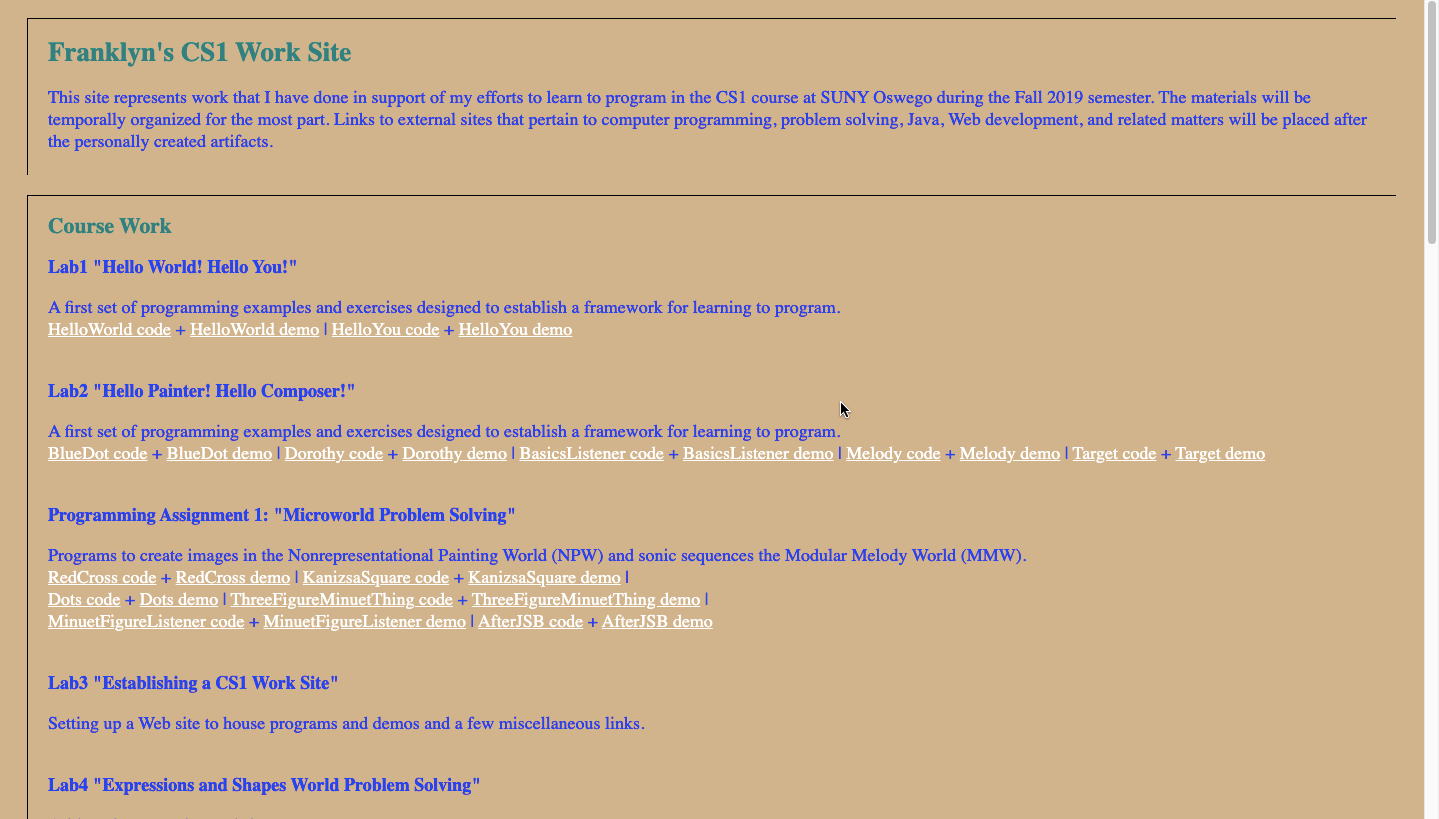 Franklyn's CS1 Work Site
This site represents work that I have done in support of my efforts to learn to program in the CS1 course at SUNY Oswego during the Fall 2019 semester. The materials will be
temporally organized for the most part. Links to external sites that pertain to computer programming, problem solving, Java, Web development, and related matters will be placed after
the personally created artifacts.
Course Work
Lab1 "Hello World! Hello You!"
A first set of programming examples and exercises designed to establish a framework for learning to program.
HelloWorld code + HelloWorld demo | HelloYou code + HelloYou demo
Lab2 "Hello Painter! Hello Composer!"
A first set of programming examples and exercises designed to establish a framework for learning to program.
BlueDot code + BlueDot demo | Dorothy code + Dorothy demo | BasicsListener code + BasicsListener demo | Melody code + Melody demo | Target code + Target demo
Programming Assignment 1: "Microworld Problem Solving"
Programs to create images in the Nonrepresentational Painting World (NPW) and sonic sequences the Modular Melody World (MMW).
RedCross code + RedCross demo | KanizsaSquare code + KanizsaSquare demo |
Dots code + Dots demo | ThreeFigureMinuetThing code + ThreeFigureMinuetThing demo |
MinuetFigureListener code + MinuetFigureListener demo | AfterJSB code + AfterJSB demo
Lab3 "Establishing a CS1 Work Site"
Setting up a Web site to house programs and demos and a few miscellaneous links.
Lab4 "Expressions and Shapes World Problem Solving"